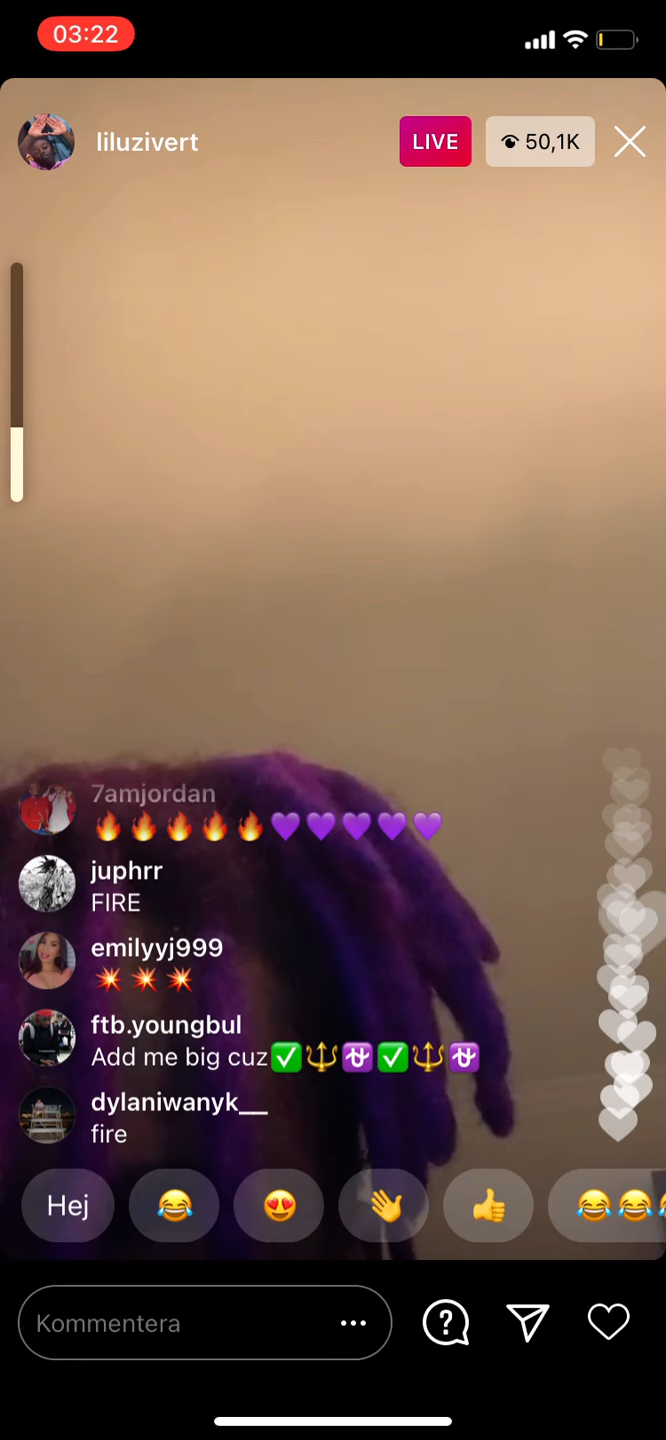 03:22
liluzivert
LIVE
50,1K
7amjordan
🔥🔥🔥🔥🔥💜💜💜💜💜
juphrr
FIRE
emilyyj999
💥💥💥
ftb.youngbul
Add me big cuz✅🔱⛎✅🔱⛎
dylaniwanyk__
fire
Hej
😂 😍 👋 👍 😂😂
Kommentera